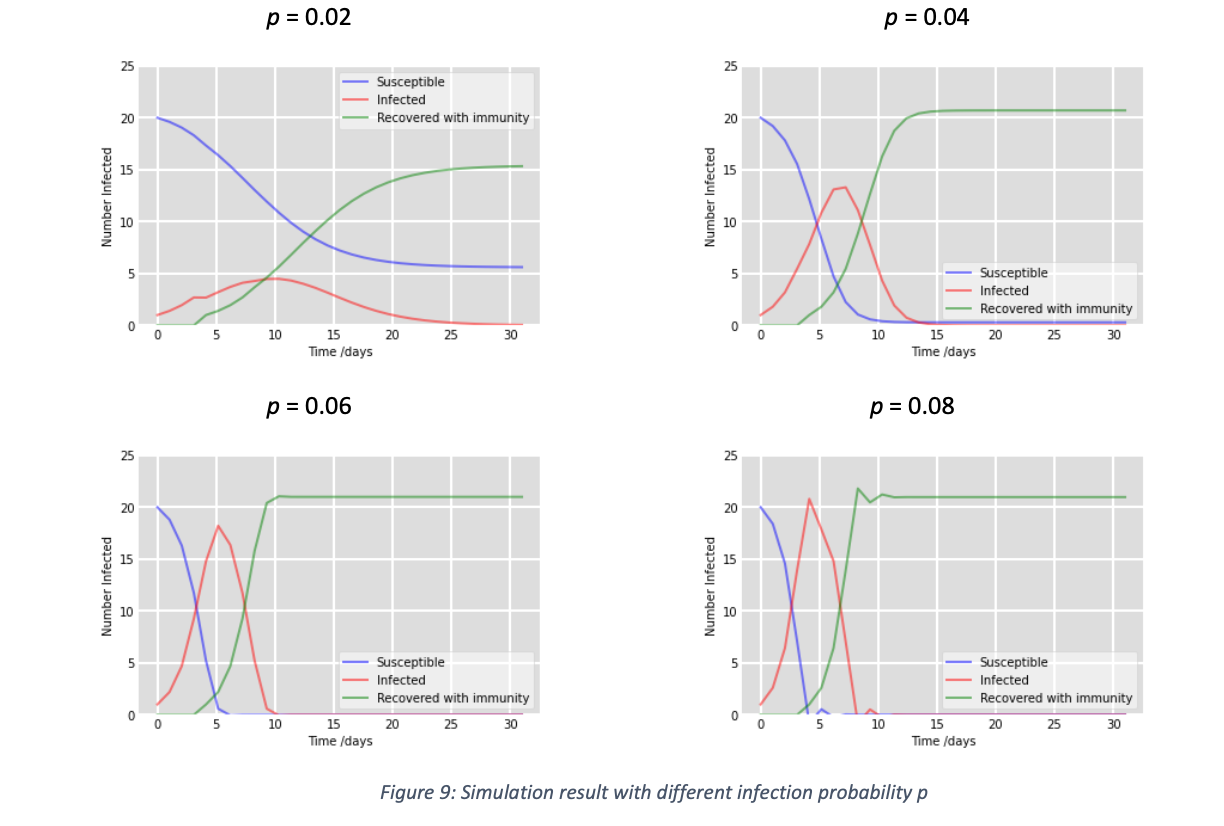 p = 0.02
p = 0.04
25
20
15
10
5
0
Number Infected
Susceptible
Infected
Recovered with immunity
0 5 10 15 20 25 30
Time /days
25
20
15
10
5
0
Number Infected
Susceptible
Infected
Recovered with immunity
0 5 10 15 20 25 30
Time /days
p = 0.06
p = 0.08
25
20
15
10
5
0
Number Infected
Susceptible
Infected
Recovered with immunity
0 5 10 15 20 25 30
Time /days
25
20
15
10
5
0
Number Infected
Susceptible
Infected
Recovered with immunity
0 5 10 15 20 25 30
Time /days
Figure 9: Simulation result with different infection probability p